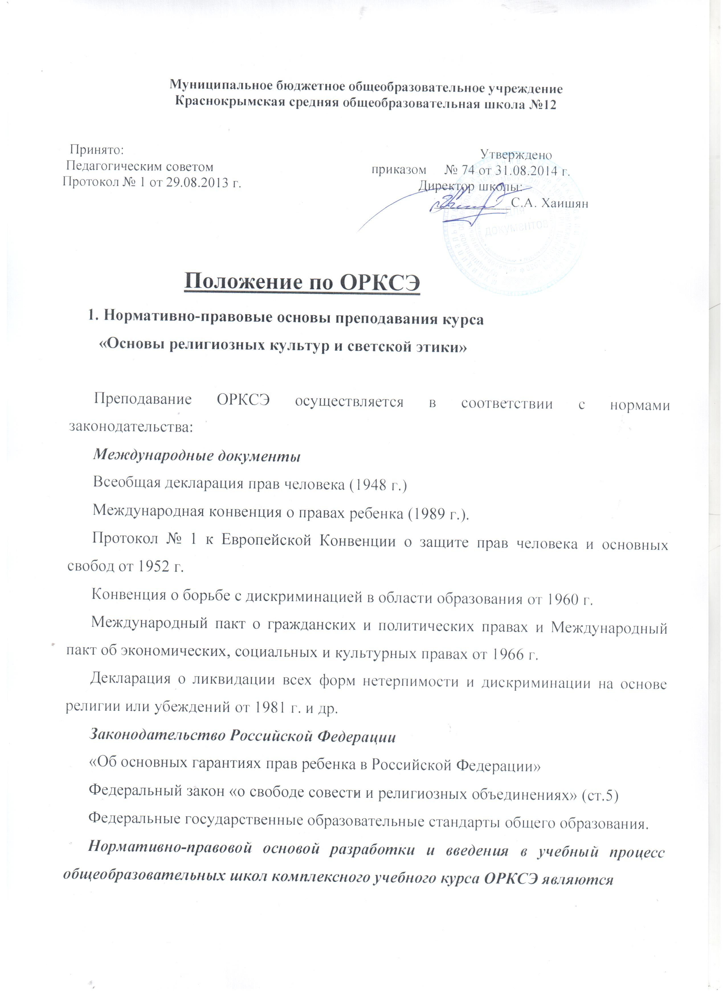 Муниципальное бюджетное общеобразовательное учреждение
Краснокрымская средняя общеобразовательная школа №12
Принято:
Педагогическим советом
Протокол № 1 от 29.08.2013 г.
Утверждено
приказом № 74 от 31.08.2014 г.
Директор школы:
С.А. Хаишян
Для
документов
Положение по ОРКСЭ
1. Нормативно-правовые основы преподавания курса
«Основы религиозных культур и светской этики»
Преподавание ОРКСЭ осуществляется в соответствии с нормами
законодательства:
Международные документы
Всеобщая декларация прав человека (1948 г.)
Международная конвенция о правах ребенка (1989 г.).
Протокол № 1 к Европейской Конвенции о защите прав человека и основных
свобод от 1952 г.
Конвенция о борьбе с дискриминацией в области образования от 1960 г.
Международный пакт о гражданских и политических правах и Международный
пакт об экономических, социальных и культурных правах от 1966 г.
Декларация о ликвидации всех форм нетерпимости и дискриминации на основе
религии или убеждений от 1981 г. и др.
Законодательство Российской Федерации
«Об основных гарантиях прав ребенка в Российской Федерации»
Федеральный закон «о свободе совести и религиозных объединениях» (ст.5)
Федеральные государственные образовательные стандарты общего образования.
Нормативно-правовой основой разработки и введения в учебный процесс
общеобразовательных школ комплексного учебного курса ОРКСЭ являются